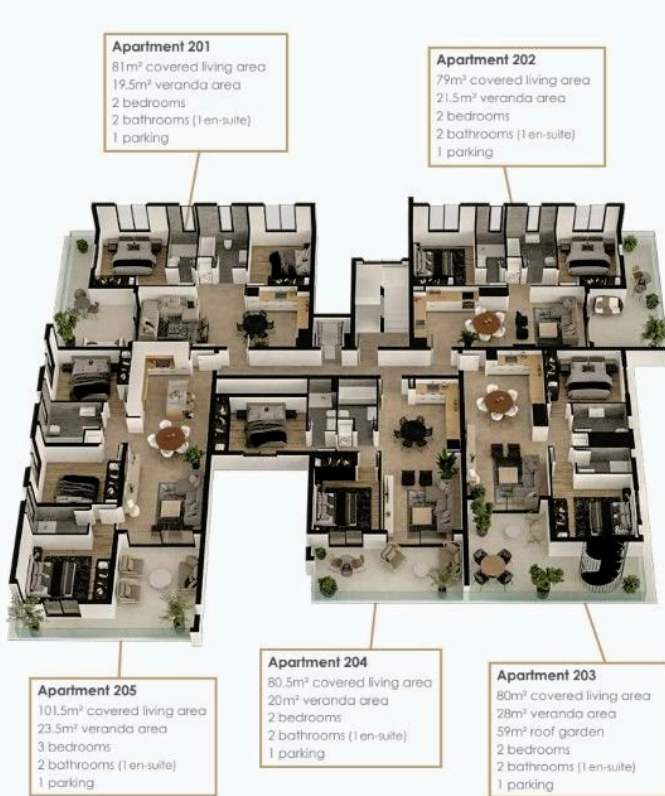 Apartment 201
81m² covered living area
19.5m² veranda area
2 bedrooms
2 bathrooms (1 en-suite)
1 parking
Apartment 202
79m² covered living area
21.5m² veranda area
2 bedrooms
2 bathrooms (1 en-suite)
1 parking
Apartment 205
101.5m² covered living area
23.5m² veranda area
3 bedrooms
2 bathrooms (1 en-suite)
1 parking
Apartment 204
80.5m² covered living area
20m² veranda area
2 bedrooms
2 bathrooms (1 en-suite)
1 parking
Apartment 203
80m² covered living area
28m² veranda area
59m² roof garden
2 bedrooms
2 bathrooms (1 en-suite)
1 parking